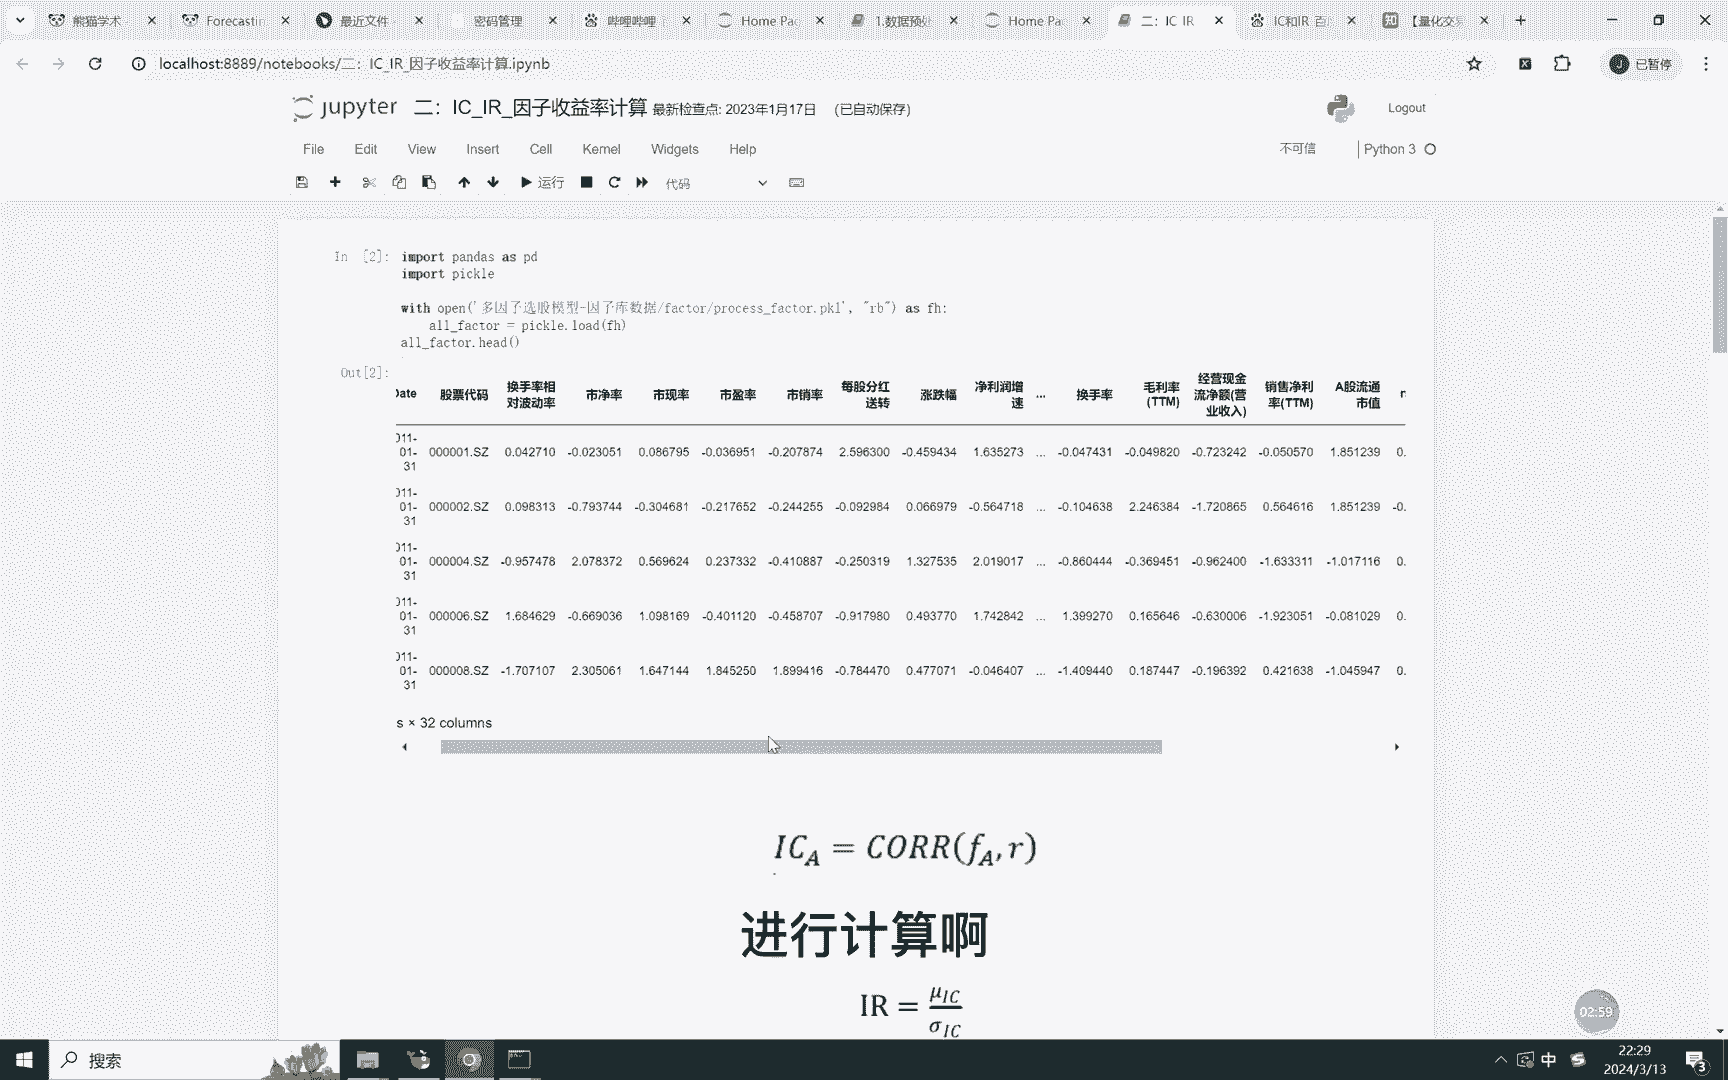 熊猫学术
Forecastin
最近文件
密码管理
哔哩哔哩
Home Pac
1.数据预处
Home Pac
二：IC IR
IC和IR 百
【量化交
localhost:8889/notebooks/二：IC_IR_因子收益率计算.ipynb
已暂停
jupyter 二：IC_IR_因子收益率计算 最新检查点: 2023年1月17日 (已自动保存)
Logout
File Edit View Insert Cell Kernel Widgets Help
不可信 Python 3
运行 代码
In [2]: import pandas as pd
import pickle
with open('多因子选股模型-因子库数据/factor/process_factor.pkl', "rb") as fh:
all_factor = pickle.load(fh)
all_factor.head()
Out[2]:
Date 股票代码 换手率相对波动率 市净率 市现率 市盈率 市销率 每股分红送转 涨跌幅 净利润增速 ... 换手率 毛利率(TTM) 经营现金流净额(营业收入) 销售净利率(TTM) A股流通市值
011-01-31 000001.SZ 0.042710 -0.023051 0.086795 -0.036951 -0.207874 2.596300 -0.459434 1.635273 ... -0.047431 -0.049820 -0.723242 -0.050570 1.851239 0.
011-01-31 000002.SZ 0.098313 -0.793744 -0.304681 -0.217652 -0.244255 -0.092984 0.066979 -0.564718 ... -0.104638 2.246384 -1.720865 0.564616 1.851239 -0.
011-01-31 000004.SZ -0.957478 2.078372 0.569624 0.237332 -0.410887 -0.250319 1.327535 2.019017 ... -0.860444 -0.369451 -0.962400 -1.633311 -1.017116 0.
011-01-31 000006.SZ 1.684629 -0.669036 1.098169 -0.401120 -0.458707 -0.917980 0.493770 1.742842 ... 1.399270 0.165646 -0.630006 -1.923051 -0.081029 0.
011-01-31 000008.SZ -1.707107 2.305061 1.647144 1.845250 1.899416 -0.784470 0.477071 -0.046407 ... -1.409440 0.187447 -0.196392 0.421638 -1.045947 0.
s × 32 columns
IC_A = CORR(f_A, r)
进行计算啊
IR = μ_IC / σ_IC
02:59
搜索
中
22:29
2024/3/13
3